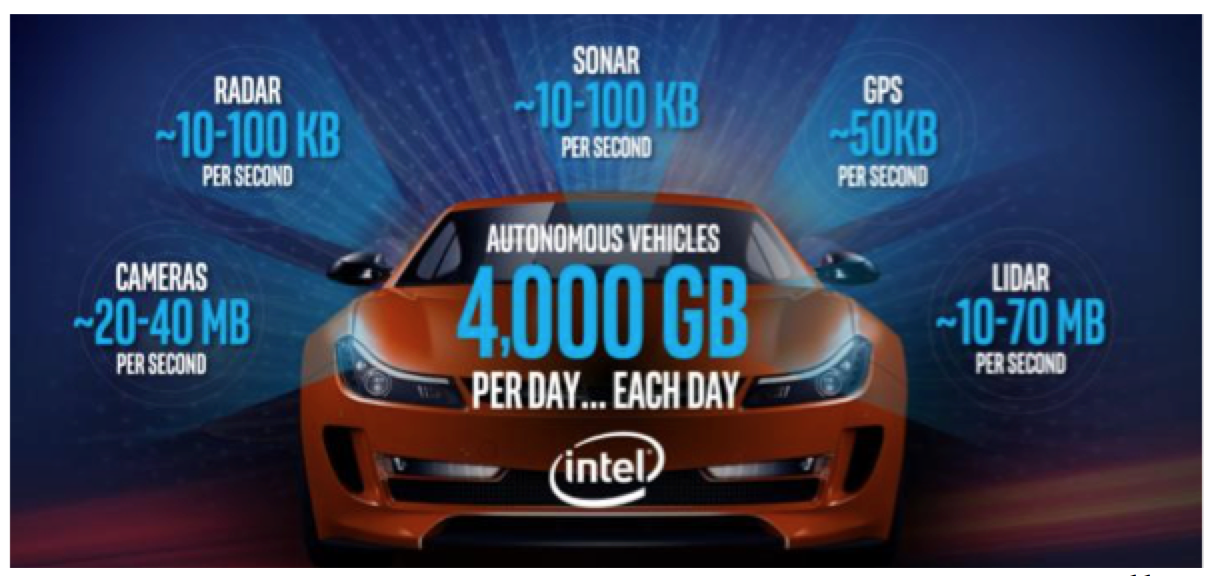 SONAR
~10-100 KB
PER SECOND
RADAR
~10-100 KB
PER SECOND
GPS
~50KB
PER SECOND
CAMERAS
~20-40 MB
PER SECOND
AUTONOMOUS VEHICLES
4,000 GB
PER DAY... EACH DAY
LIDAR
~10-70 MB
PER SECOND
intel